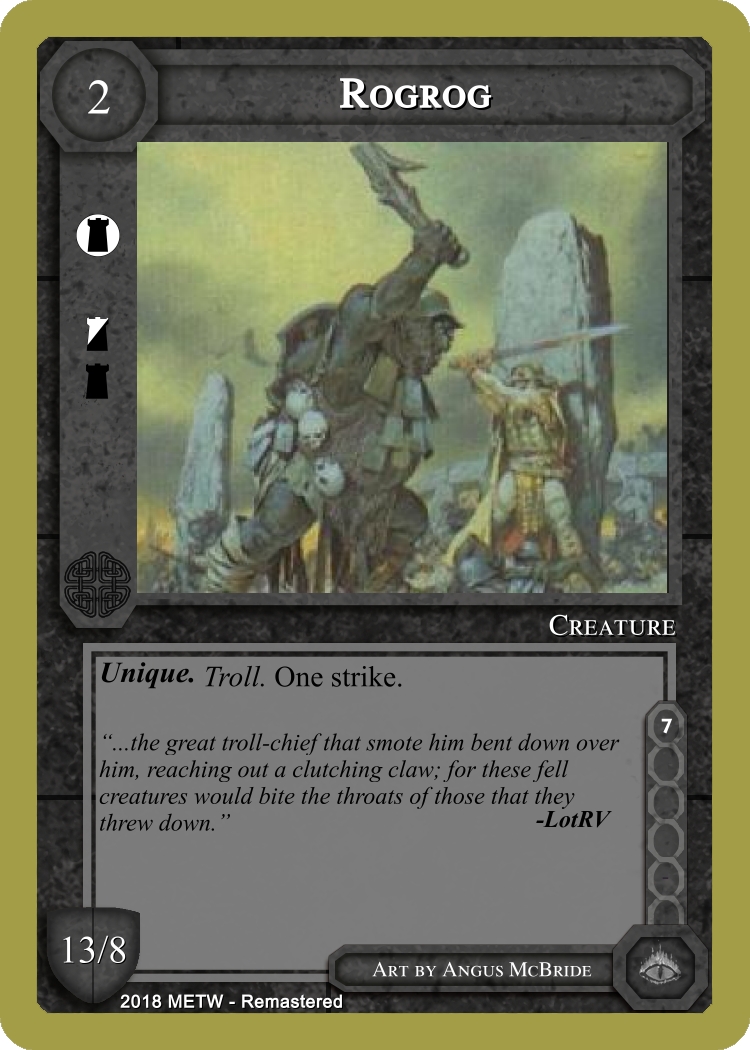 2
Rogrog
Creature
Unique. Troll. One strike.
7
“...the great troll-chief that smote him bent down over
him, reaching out a clutching claw; for these fell
creatures would bite the throats of those that they
threw down.”
-LotRV
13/8
Art by Angus McBride
2018 METW - Remastered